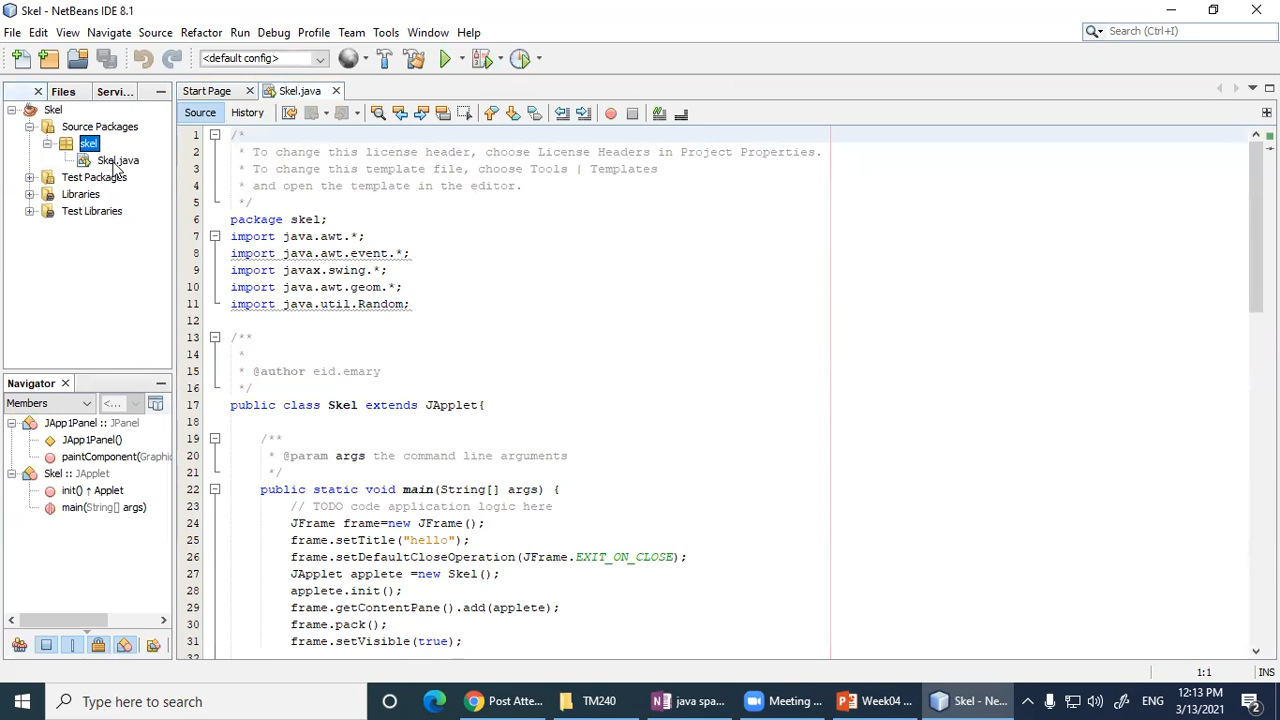 Skel - NetBeans IDE 8.1
File Edit View Navigate Source Refactor Run Debug Profile Team Tools Window Help
Search (Ctrl+I)
<default config>
Files Servi...
Start Page Skel.java
Source History
Skel
Source Packages
skel
Skel.java
Test Packages
Libraries
Test Libraries
Navigator
Members <...
JApp1Panel :: JPanel
JApp1Panel()
paintComponent(Graphic
Skel :: JApplet
init() ↑ Applet
main(String[] args)
1 /*
2 * To change this license header, choose License Headers in Project Properties.
3 * To change this template file, choose Tools | Templates
4 * and open the template in the editor.
5 */
6 package skel;
7 import java.awt.*;
8 import java.awt.event.*;
9 import javax.swing.*;
10 import java.awt.geom.*;
11 import java.util.Random;
12
13 /**
14 *
15 * @author eid.emary
16 */
17 public class Skel extends JApplet{
18
19 /**
20 * @param args the command line arguments
21 */
22 public static void main(String[] args) {
23 // TODO code application logic here
24 JFrame frame=new JFrame();
25 frame.setTitle("hello");
26 frame.setDefaultCloseOperation(JFrame.EXIT_ON_CLOSE);
27 JApplet applete =new Skel();
28 applete.init();
29 frame.getContentPane().add(applete);
30 frame.pack();
31 frame.setVisible(true);
32
1:1 INS
Type here to search
Post Atte...
TM240
java spa...
Meeting ...
Week04 ...
Skel - Ne...
ENG
12:13 PM
3/13/2021
2